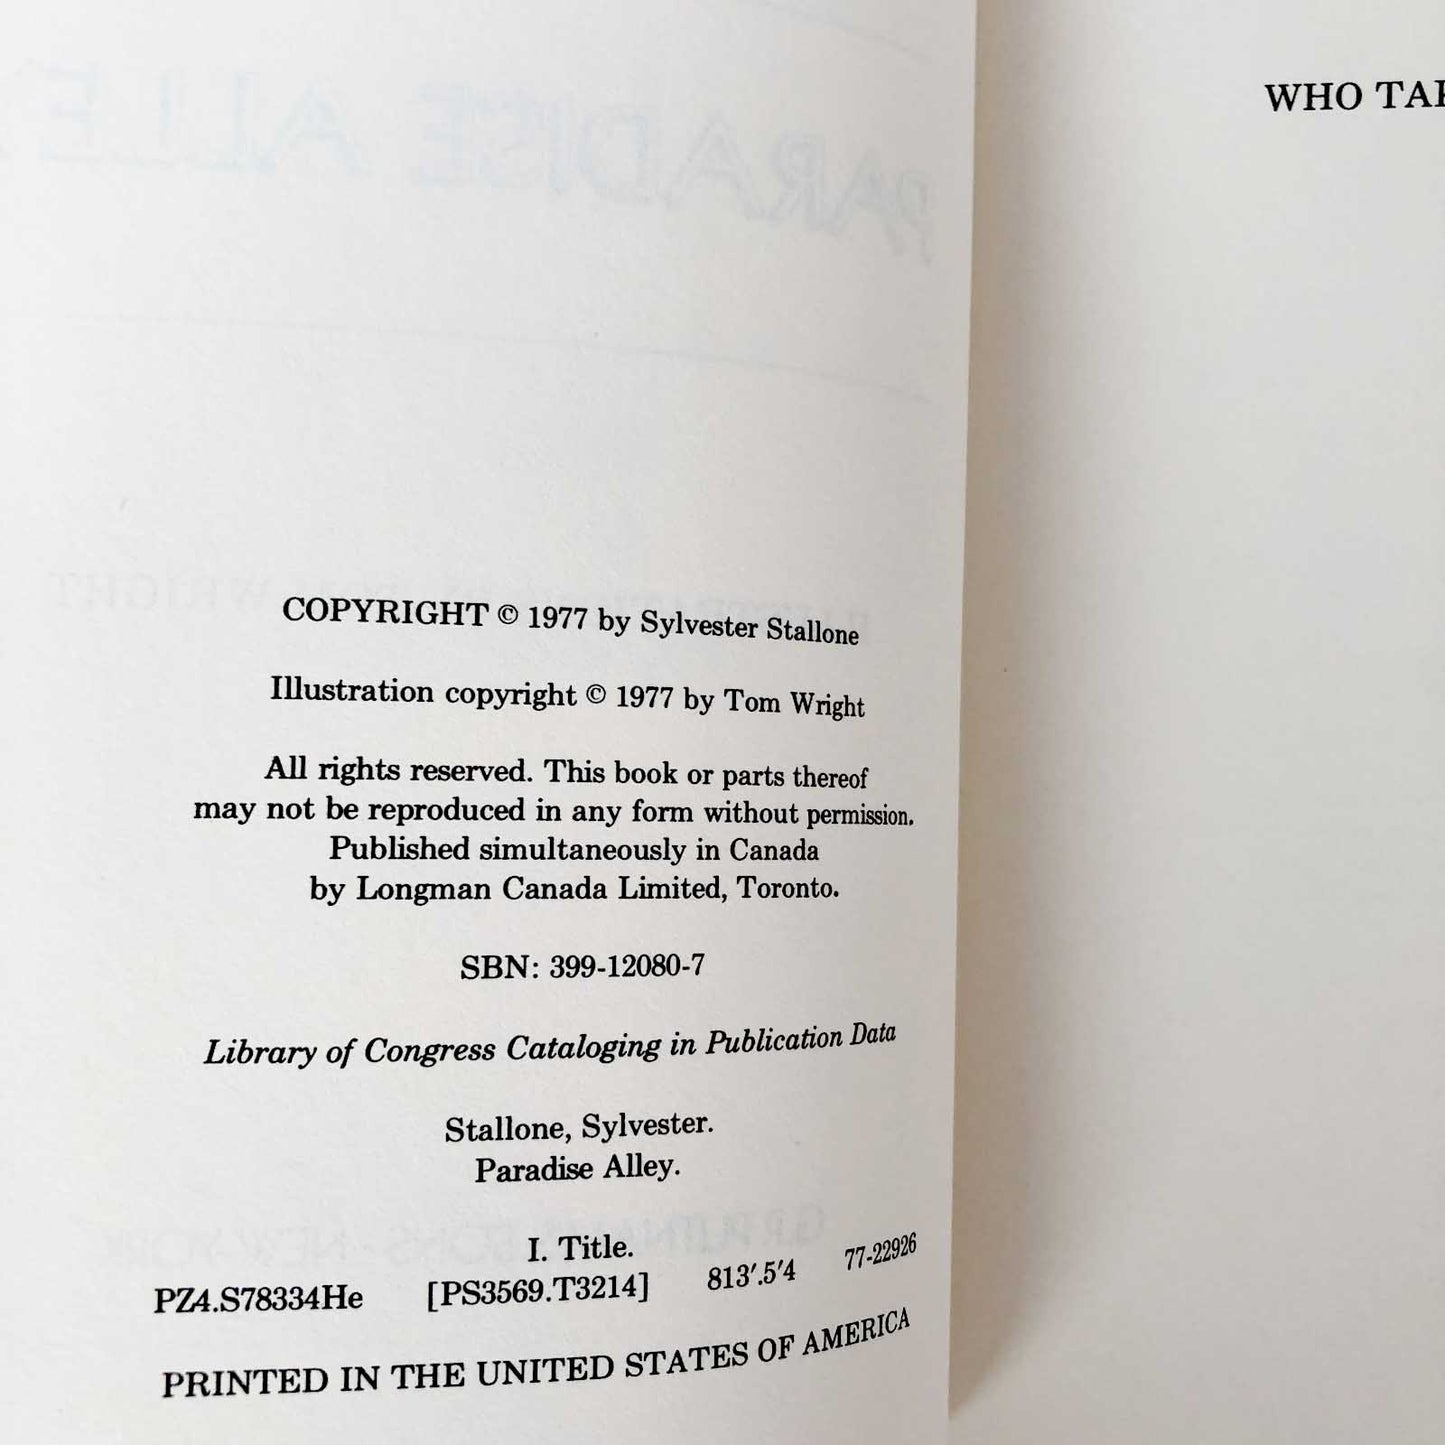 COPYRIGHT © 1977 by Sylvester Stallone
Illustration copyright © 1977 by Tom Wright
All rights reserved. This book or parts thereof
may not be reproduced in any form without permission.
Published simultaneously in Canada
by Longman Canada Limited, Toronto.
SBN: 399-12080-7
Library of Congress Cataloging in Publication Data
Stallone, Sylvester.
Paradise Alley.
I. Title.
PZ4.S78334He [PS3569.T3214] 813'.5'4 77-22926
PRINTED IN THE UNITED STATES OF AMERICA
WHO